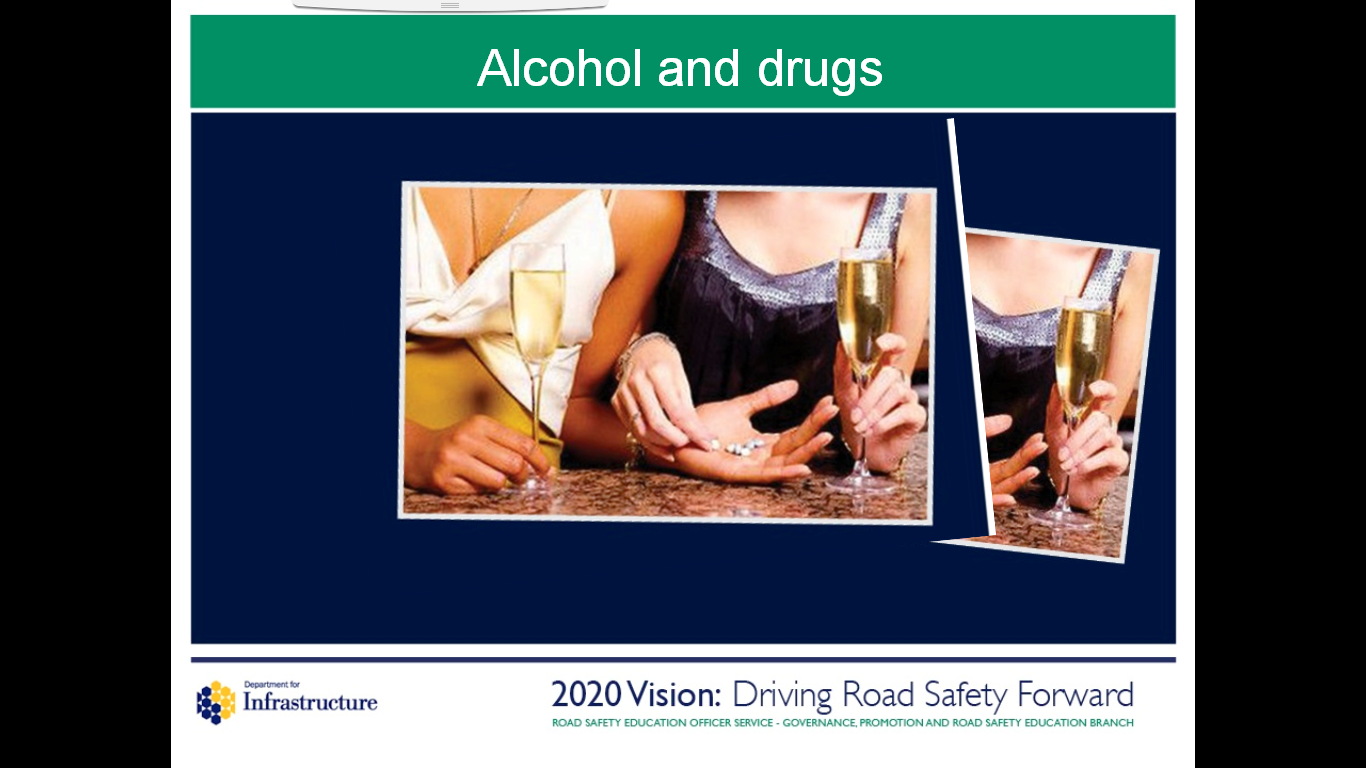 Alcohol and drugs
Department for
Infrastructure
2020 Vision: Driving Road Safety Forward
ROAD SAFETY EDUCATION OFFICER SERVICE - GOVERNANCE, PROMOTION AND ROAD SAFETY EDUCATION BRANCH